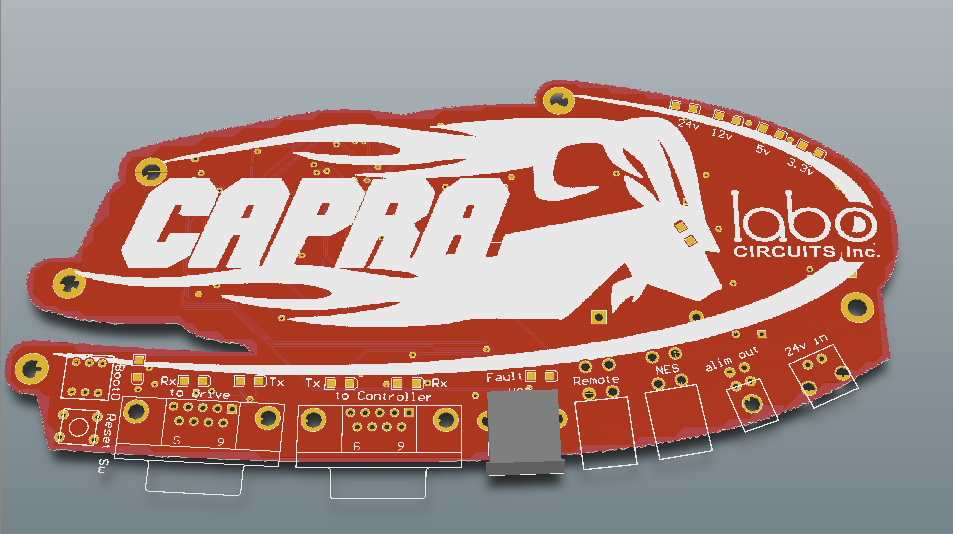 24v
12v
5v
3.3v
CAPRA
labo
CIRCUITS Inc.
24v in
alim out
NES
Remote
Fault
Boot0
Rx
Tx
Tx
Rx
to Drive
to Controller
Reset Sw
6
9
6
9